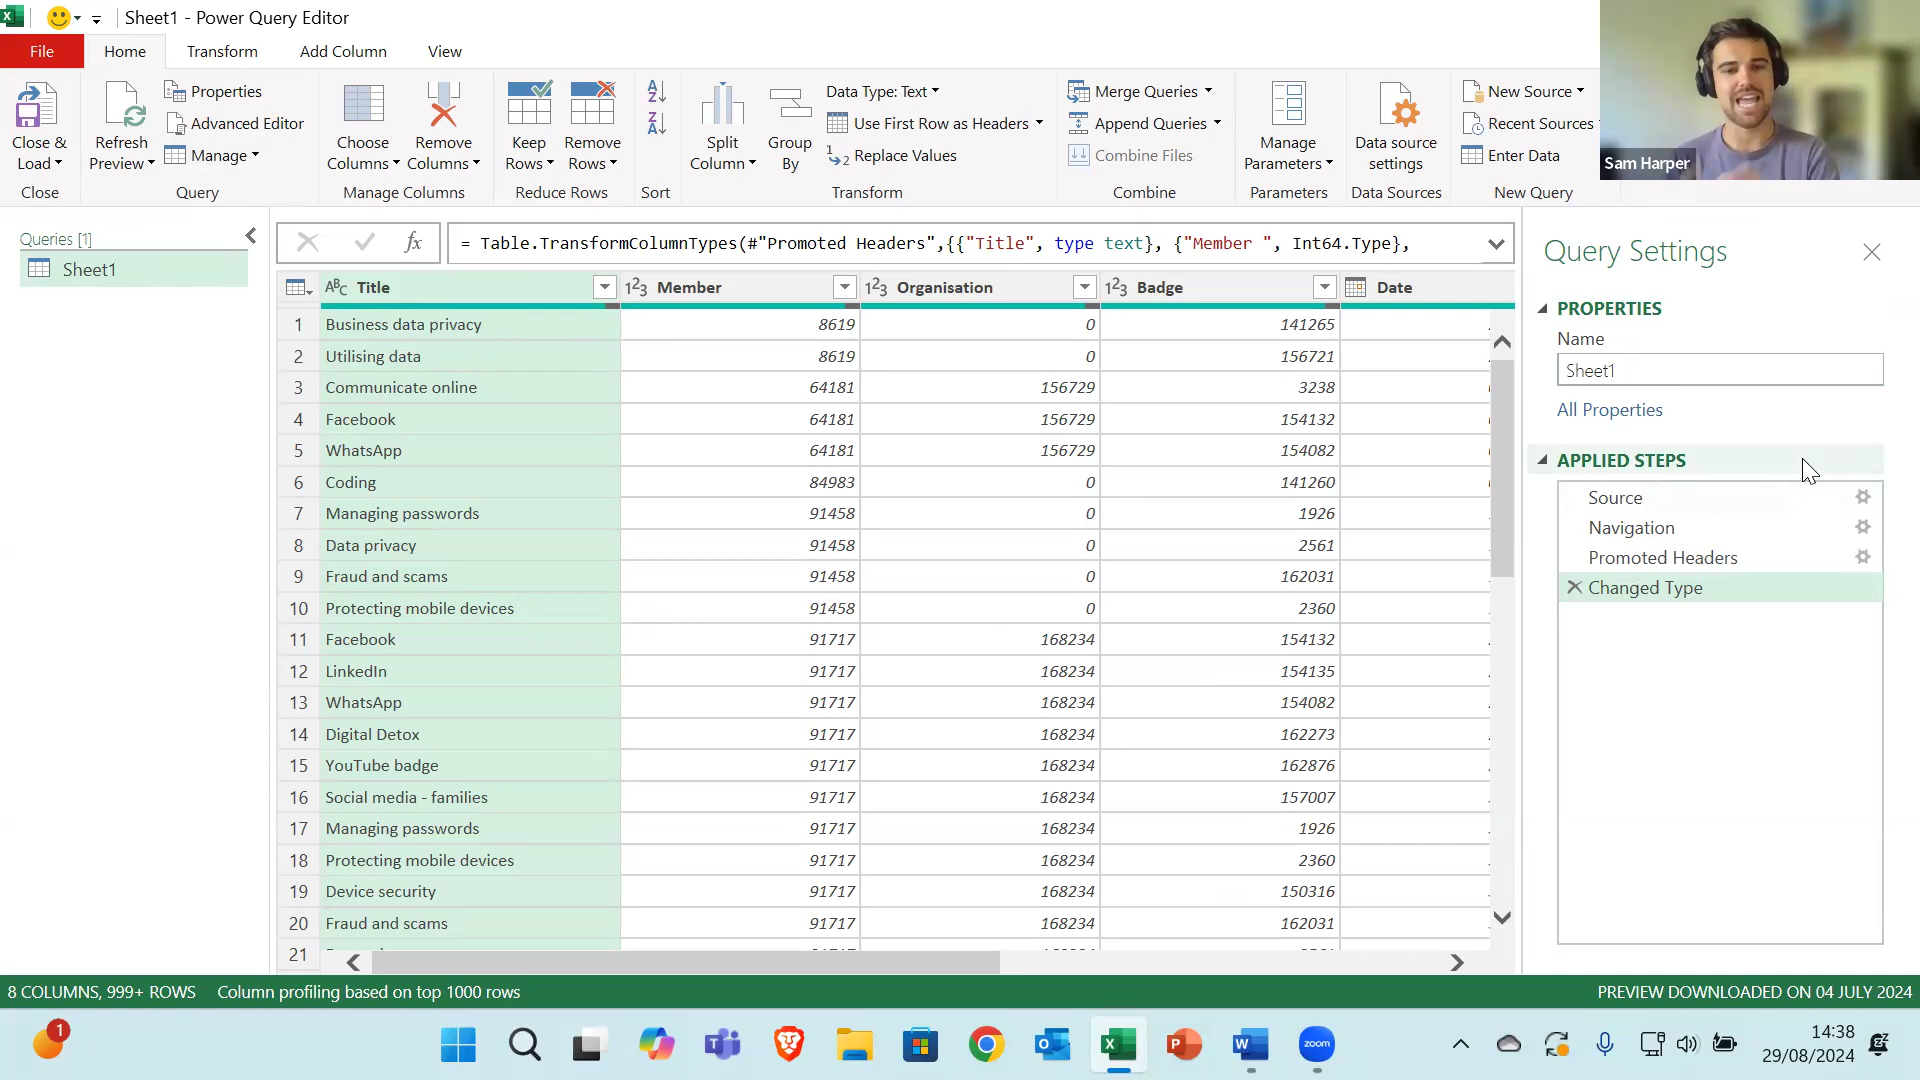 Sheet1 - Power Query Editor
File
Home
Transform
Add Column
View
Close &
Load
Close
Refresh
Preview
Properties
Advanced Editor
Manage
Query
Choose
Columns
Remove
Columns
Manage Columns
Keep
Rows
Remove
Rows
Reduce Rows
Sort
Split
Column
Group
By
Data Type: Text
Use First Row as Headers
Replace Values
Transform
Merge Queries
Append Queries
Combine Files
Combine
Manage
Parameters
Parameters
Data source
settings
Data Sources
New Source
Recent Sources
Enter Data
New Query
Sam Harper
Queries [1]
Sheet1
fx
= Table.TransformColumnTypes(#"Promoted Headers",{{"Title", type text}, {"Member ", Int64.Type},
Title Member Organisation Badge Date
1 Business data privacy 8619 0 141265
2 Utilising data 8619 0 156721
3 Communicate online 64181 156729 3238
4 Facebook 64181 156729 154132
5 WhatsApp 64181 156729 154082
6 Coding 84983 0 141260
7 Managing passwords 91458 0 1926
8 Data privacy 91458 0 2561
9 Fraud and scams 91458 0 162031
10 Protecting mobile devices 91458 0 2360
11 Facebook 91717 168234 154132
12 LinkedIn 91717 168234 154135
13 WhatsApp 91717 168234 154082
14 Digital Detox 91717 168234 162273
15 YouTube badge 91717 168234 162876
16 Social media - families 91717 168234 157007
17 Managing passwords 91717 168234 1926
18 Protecting mobile devices 91717 168234 2360
19 Device security 91717 168234 150316
20 Fraud and scams 91717 168234 162031
21
Query Settings
PROPERTIES
Name
Sheet1
All Properties
APPLIED STEPS
Source
Navigation
Promoted Headers
Changed Type
8 COLUMNS, 999+ ROWS
Column profiling based on top 1000 rows
PREVIEW DOWNLOADED ON 04 JULY 2024
1
zoom
14:38
29/08/2024